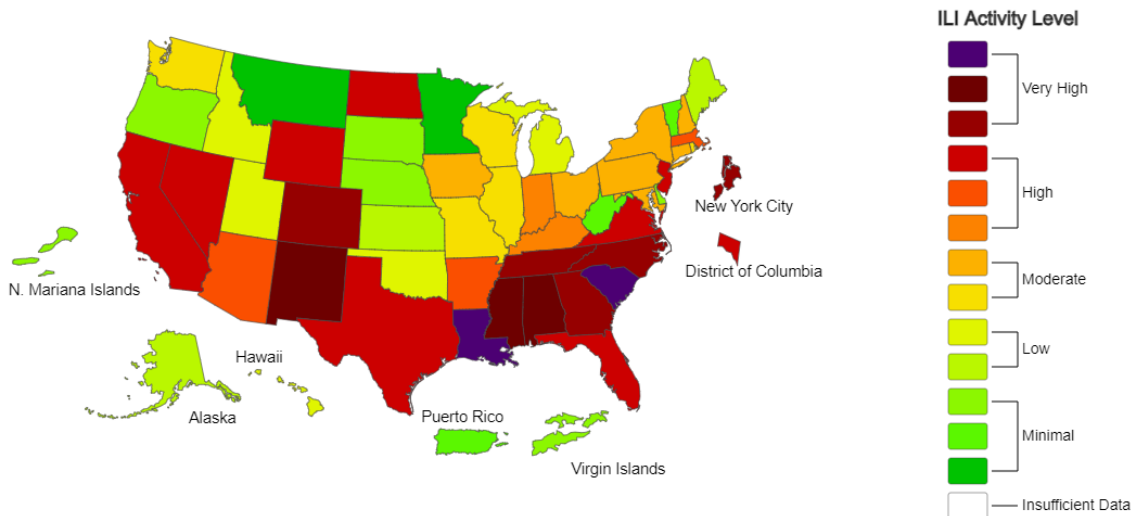 ILI Activity Level
Very High
High
Moderate
Low
Minimal
Insufficient Data
New York City
District of Columbia
N. Mariana Islands
Hawaii
Alaska
Puerto Rico
Virgin Islands